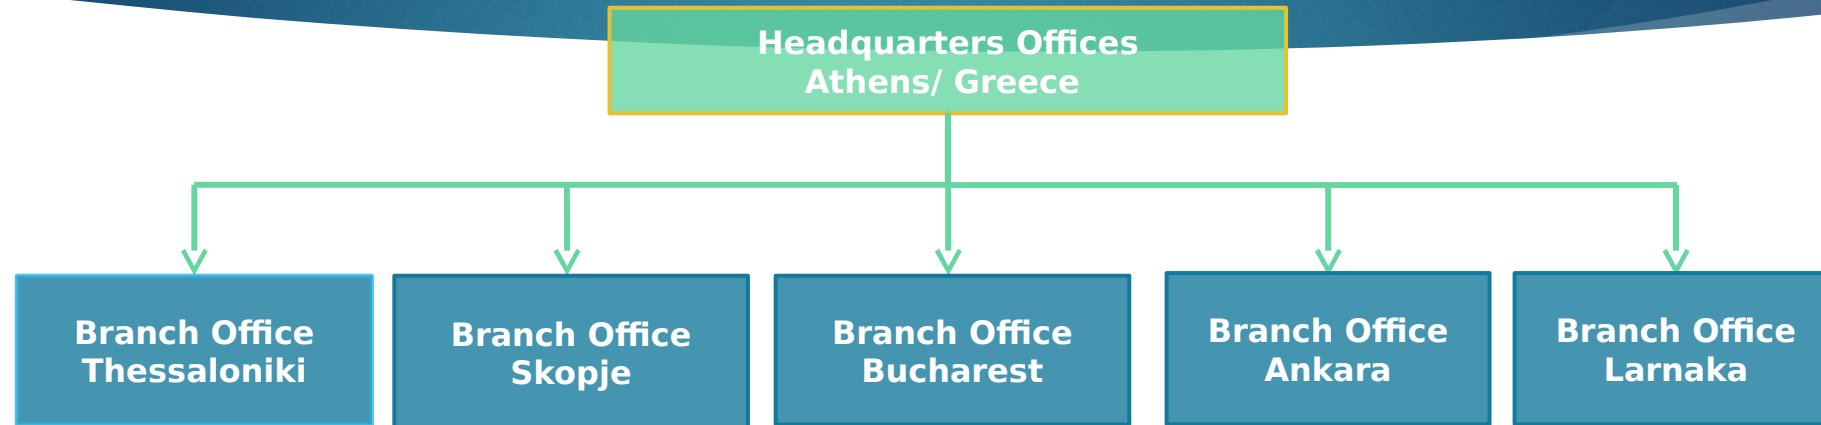 Headquarters Offices
Athens/ Greece
Branch Office
Thessaloniki
Branch Office
Skopje
Branch Office
Bucharest
Branch Office
Ankara
Branch Office
Larnaka